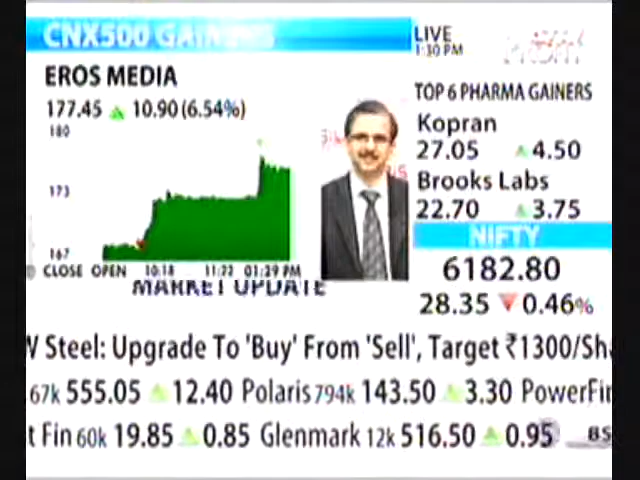 CNX500 GAINERS
LIVE
1:30 PM
EROS MEDIA
177.45 10.90 (6.54%)
180
173
167
CLOSE OPEN 10:18 11:22 01:29 PM
MARKET UPDATE
TOP 6 PHARMA GAINERS
Kopran
27.05 4.50
Brooks Labs
22.70 3.75
NIFTY
6182.80
28.35 0.46%
Steel: Upgrade To 'Buy' From 'Sell', Target ₹1300/Sh
67k 555.05 12.40 Polaris 794k 143.50 3.30 PowerFin
t Fin 60k 19.85 0.85 Glenmark 12k 516.50 0.95 BS